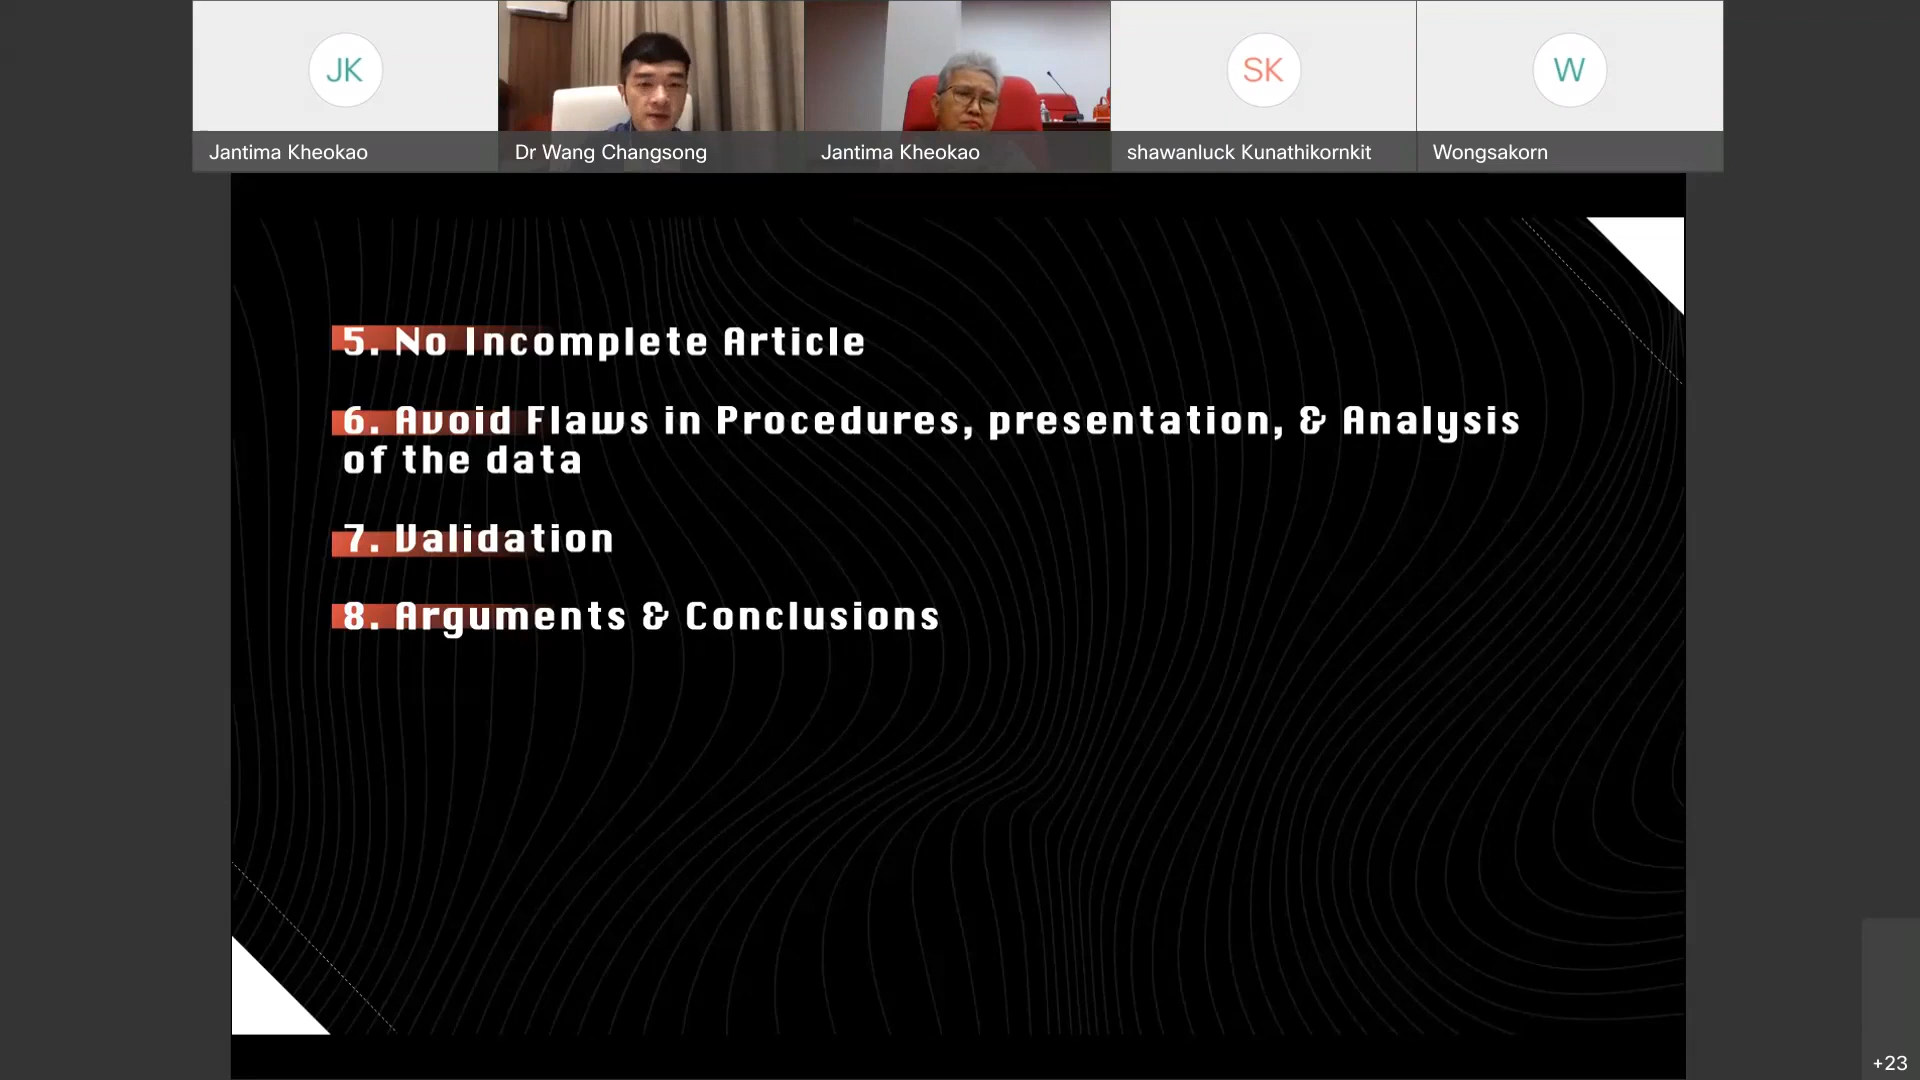 JK
SK
W
Jantima Kheokao
Dr Wang Changsong
Jantima Kheokao
shawanluck Kunathikornkit
Wongsakorn
5. No Incomplete Article
6. Avoid Flaws in Procedures, presentation, & Analysis
of the data
7. Validation
8. Arguments & Conclusions
+23